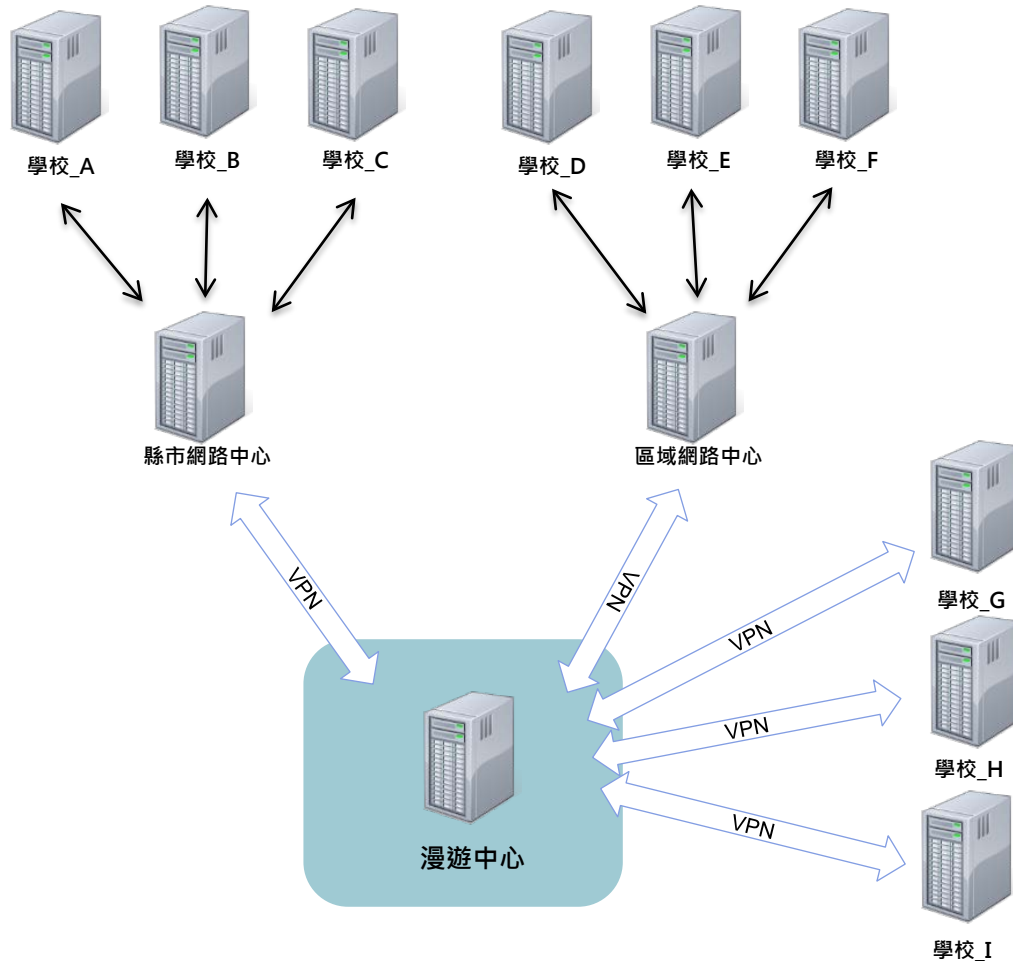 學校_A
學校_B
學校_C
學校_D
學校_E
學校_F
縣市網路中心
區域網路中心
VPN
VPN
學校_G
VPN
VPN
學校_H
VPN
漫遊中心
學校_I